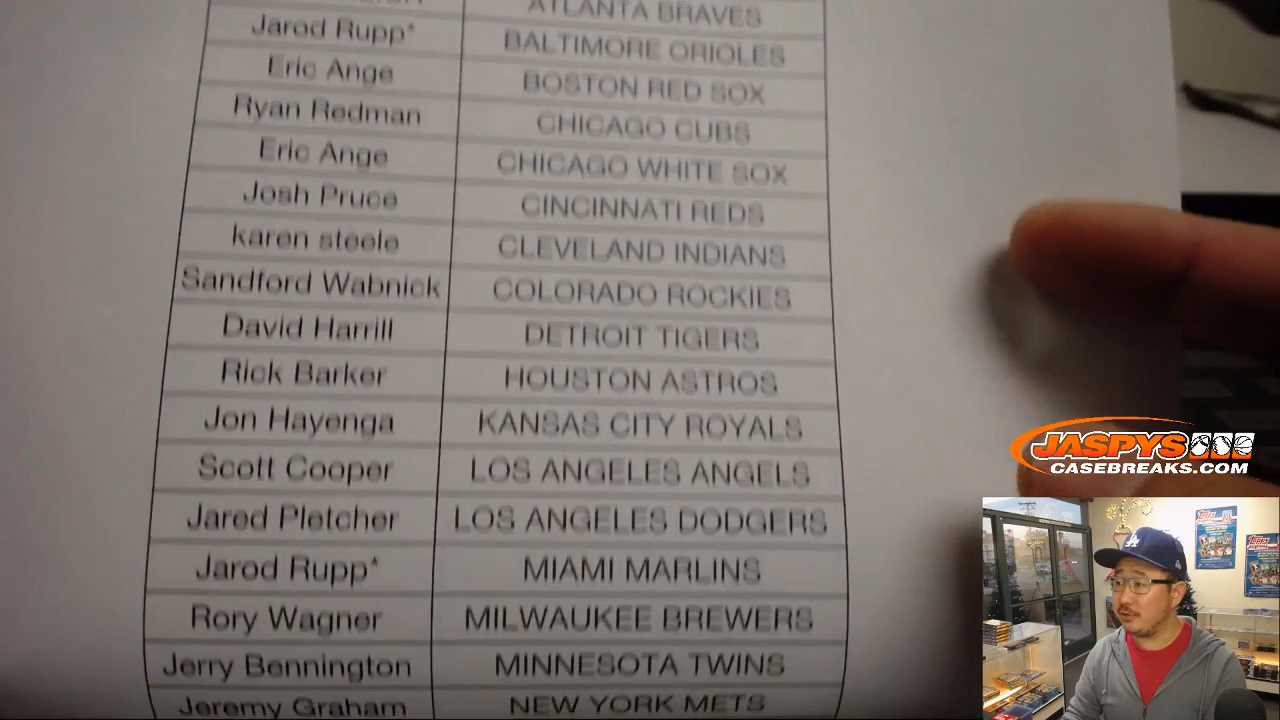 ATLANTA BRAVES
Jarod Rupp* BALTIMORE ORIOLES
Eric Ange BOSTON RED SOX
Ryan Redman CHICAGO CUBS
Eric Ange CHICAGO WHITE SOX
Josh Pruce CINCINNATI REDS
karen steele CLEVELAND INDIANS
Sandford Wabnick COLORADO ROCKIES
David Harrill DETROIT TIGERS
Rick Barker HOUSTON ASTROS
Jon Hayenga KANSAS CITY ROYALS
Scott Cooper LOS ANGELES ANGELS
Jared Pletcher LOS ANGELES DODGERS
Jarod Rupp* MIAMI MARLINS
Rory Wagner MILWAUKEE BREWERS
Jerry Bennington MINNESOTA TWINS
Jeremy Graham NEW YORK METS
JASPYS
CASEBREAKS.COM
LA